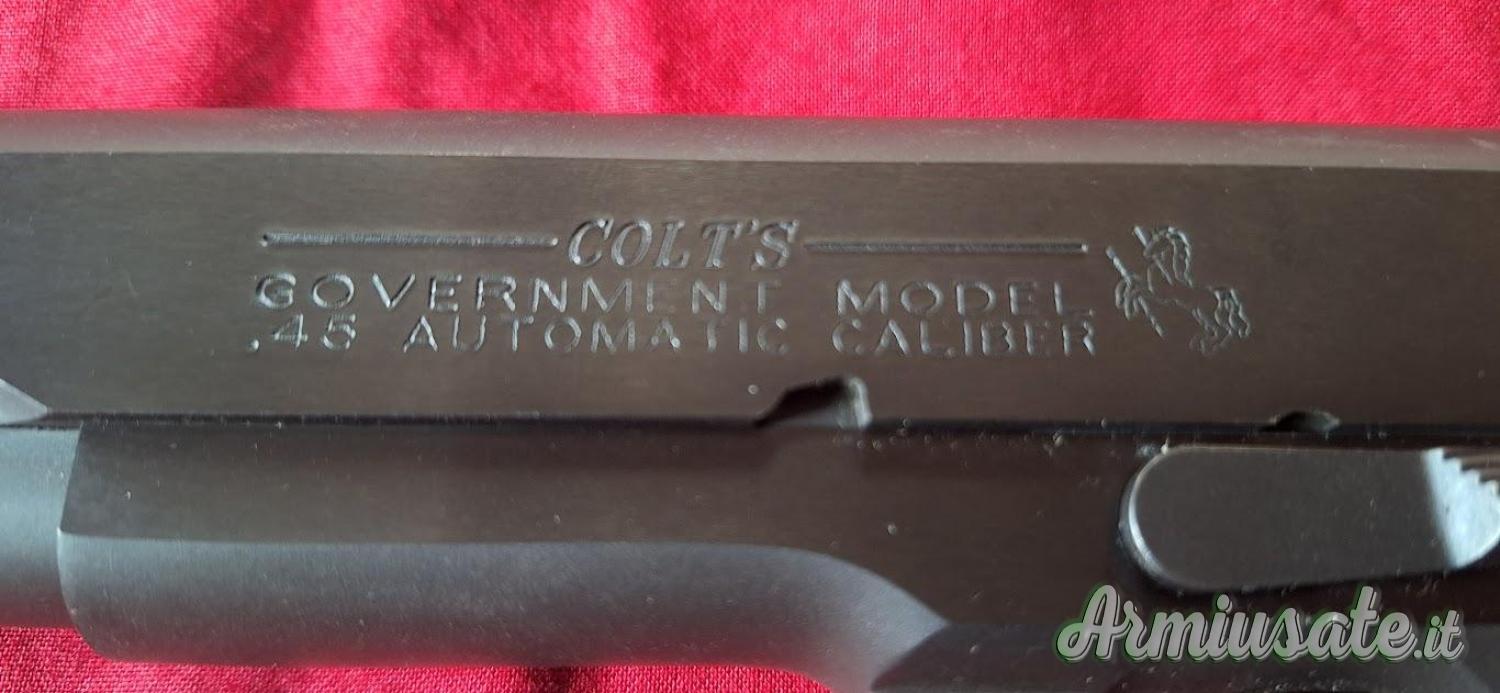 COLT'S
GOVERNMENT MODEL
.45 AUTOMATIC CALIBER
Armiusate.it